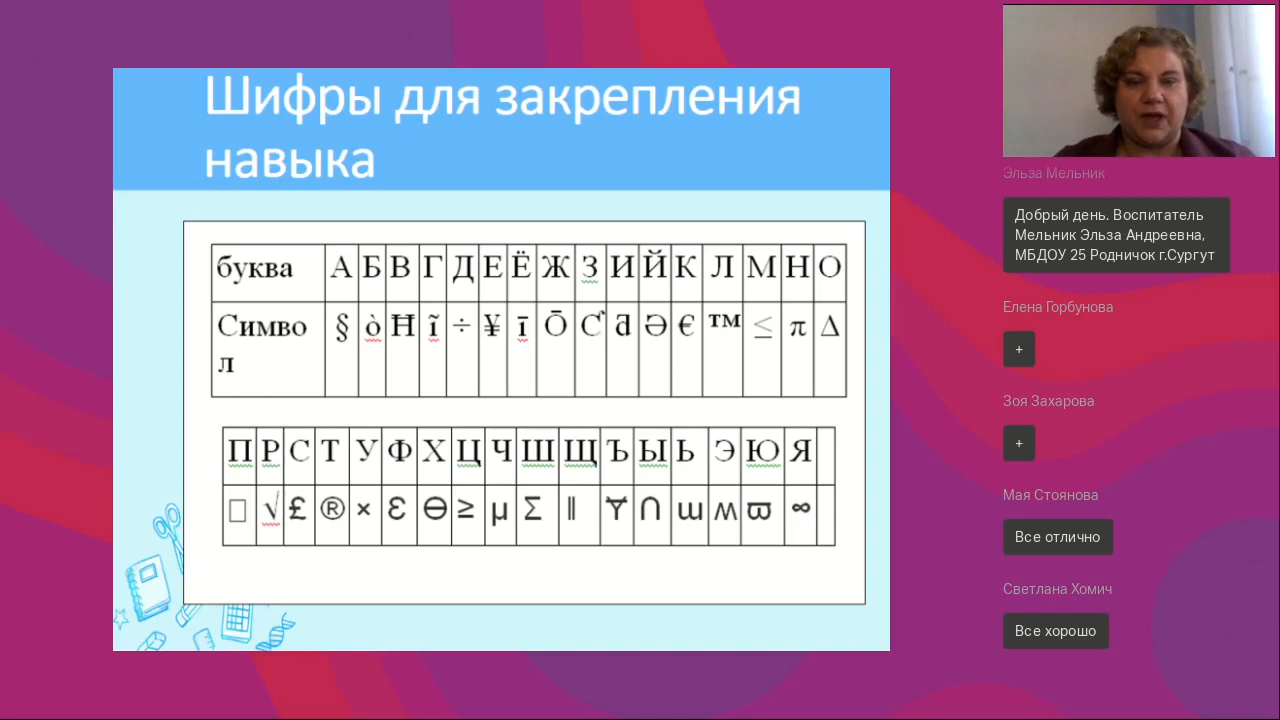 Шифры для закрепления
навыка
буква А Б В Г Д Е Ё Ж З И Й К Л М Н О
Симво § ò Ħ ĩ ÷ ¥ ī Ō Ƈ ƌ Ə € ™ ≤ π Δ
л
П Р С Т У Ф Х Ц Ч Ш Щ Ъ Ы Ь Э Ю Я
□ √ £ ® × Ɛ Ө ≥ µ Σ ‖ Ɐ ∩ ɯ ʍ ϖ ∞
Эльза Мельник
Добрый день. Воспитатель
Мельник Эльза Андреевна,
МБДОУ 25 Родничок г.Сургут
Елена Горбунова
+
Зоя Захарова
+
Мая Стоянова
Все отлично
Светлана Хомич
Все хорошо